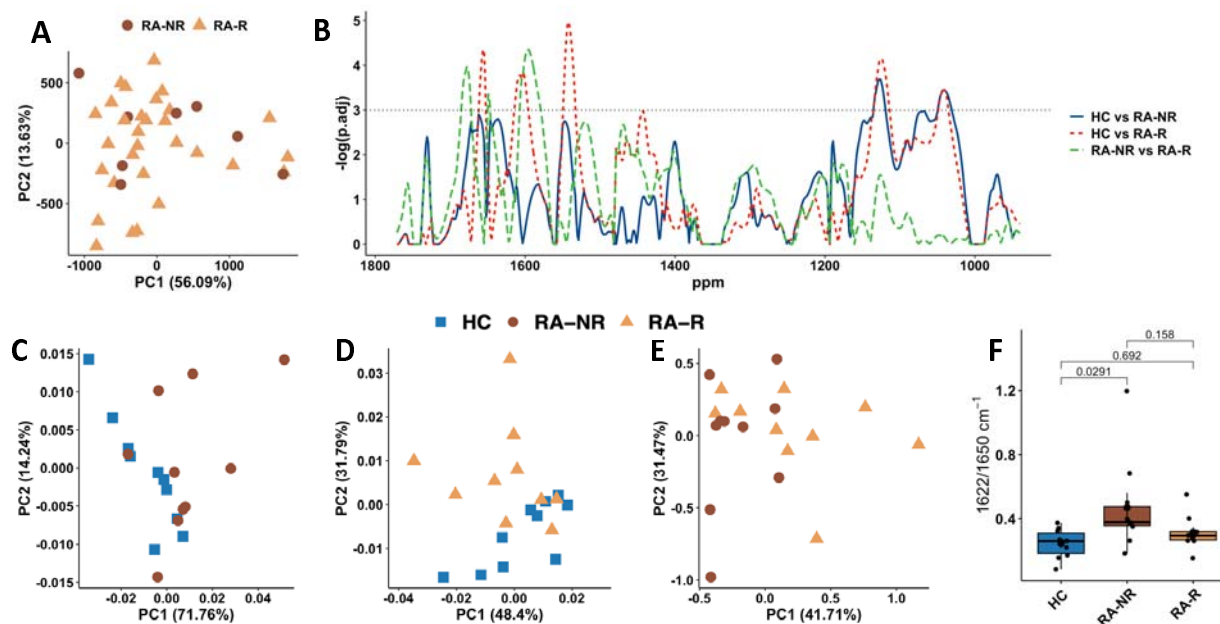 A
RA-NR RA-R
500
0
-500
PC2 (13.63%)
-1000 0 1000
PC1 (56.09%)
B
5
4
3
2
1
0
-log(p.adj)
1800 1600 1400 1200 1000
ppm
HC vs RA-NR
HC vs RA-R
RA-NR vs RA-R
HC RA–NR RA–R
C
0.015
0.010
0.005
0.000
-0.005
-0.010
-0.015
PC2 (14.24%)
-0.02 0.00 0.02 0.04
PC1 (71.76%)
D
0.03
0.02
0.01
0.00
-0.01
PC2 (31.79%)
-0.04 -0.02 0.00 0.02
PC1 (48.4%)
E
0.5
0.0
-0.5
-1.0
PC2 (31.47%)
-0.5 0.0 0.5 1.0
PC1 (41.71%)
F
0.158
0.692
0.0291
1.2
0.8
0.4
1622/1650 cm⁻¹
HC RA-NR RA-R